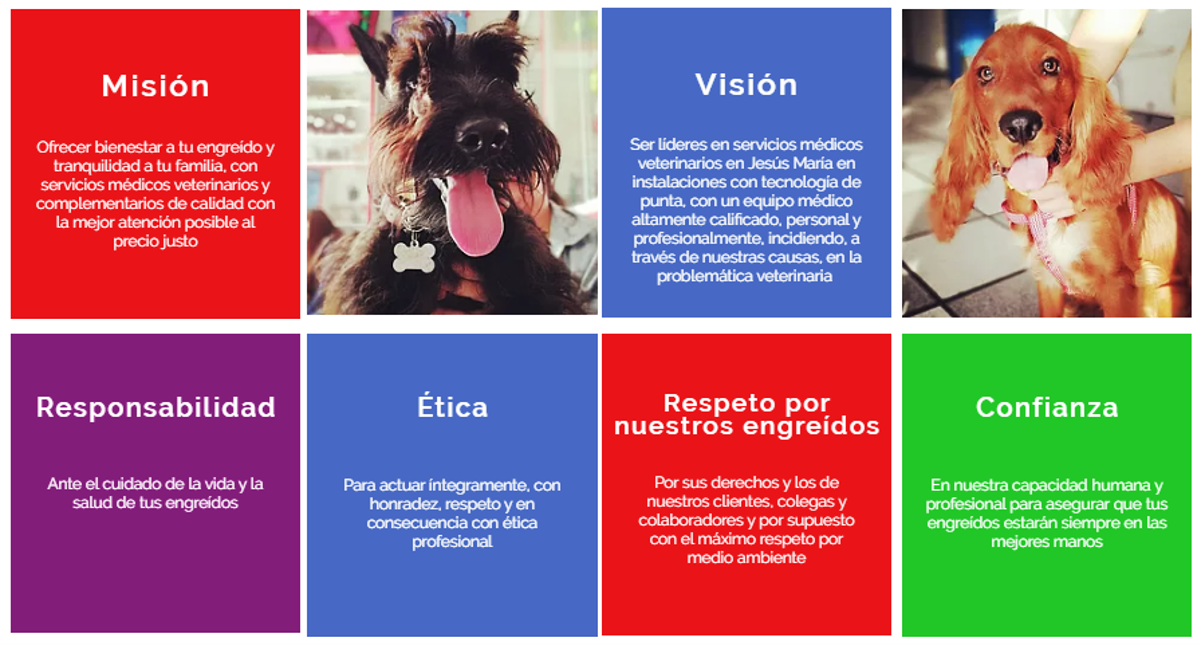 Misión
Ofrecer bienestar a tu engreído y
tranquilidad a tu familia, con
servicios médicos veterinarios y
complementarios de calidad con
la mejor atención posible al
precio justo
Visión
Ser líderes en servicios médicos
veterinarios en Jesús María en
instalaciones con tecnología de
punta, con un equipo médico
altamente calificado, personal y
profesionalmente, incidiendo, a
través de nuestras causas, en la
problemática veterinaria
Responsabilidad
Ante el cuidado de la vida y la
salud de tus engreídos
Ética
Para actuar íntegramente, con
honradez, respeto y en
consecuencia con ética
profesional
Respeto por
nuestros engreídos
Por sus derechos y los de
nuestros clientes, colegas y
colaboradores y por supuesto
con el máximo respeto por
medio ambiente
Confianza
En nuestra capacidad humana y
profesional para asegurar que tus
engreídos estarán siempre en las
mejores manos